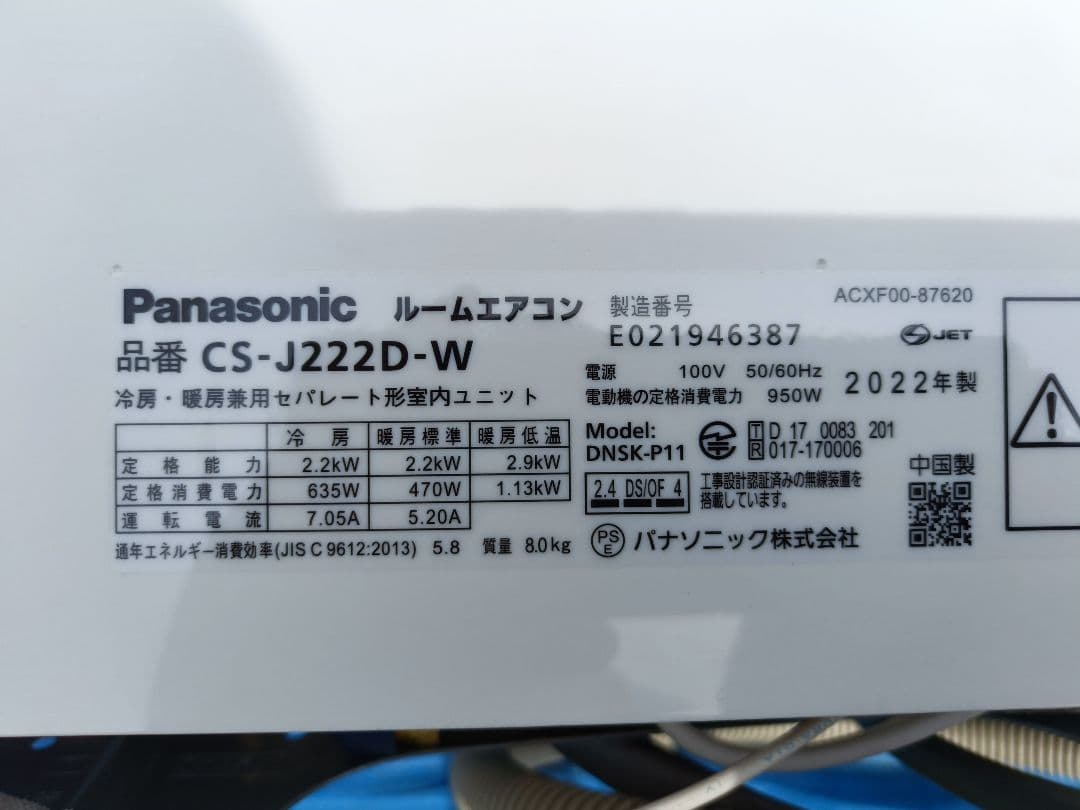 Panasonic ルームエアコン
品番 CS-J222D-W
冷房・暖房兼用セパレート形室内ユニット
冷房 暖房標準 暖房低温
定格能力 2.2kW 2.2kW 2.9kW
定格消費電力 635W 470W 1.13kW
運転電流 7.05A 5.20A
通年エネルギー消費効率(JIS C 9612:2013) 5.8 質量 8.0kg
製造番号
E021946387
ACXF00-87620
JET
電源 100V 50/60Hz
電動機の定格消費電力 950W
2022年製
Model:
DNSK-P11
T D 17 0083 201
R 017-170006
2.4 DS/OF 4
工事設計認証済みの無線装置を
搭載しています。
中国製
PS
E
パナソニック株式会社